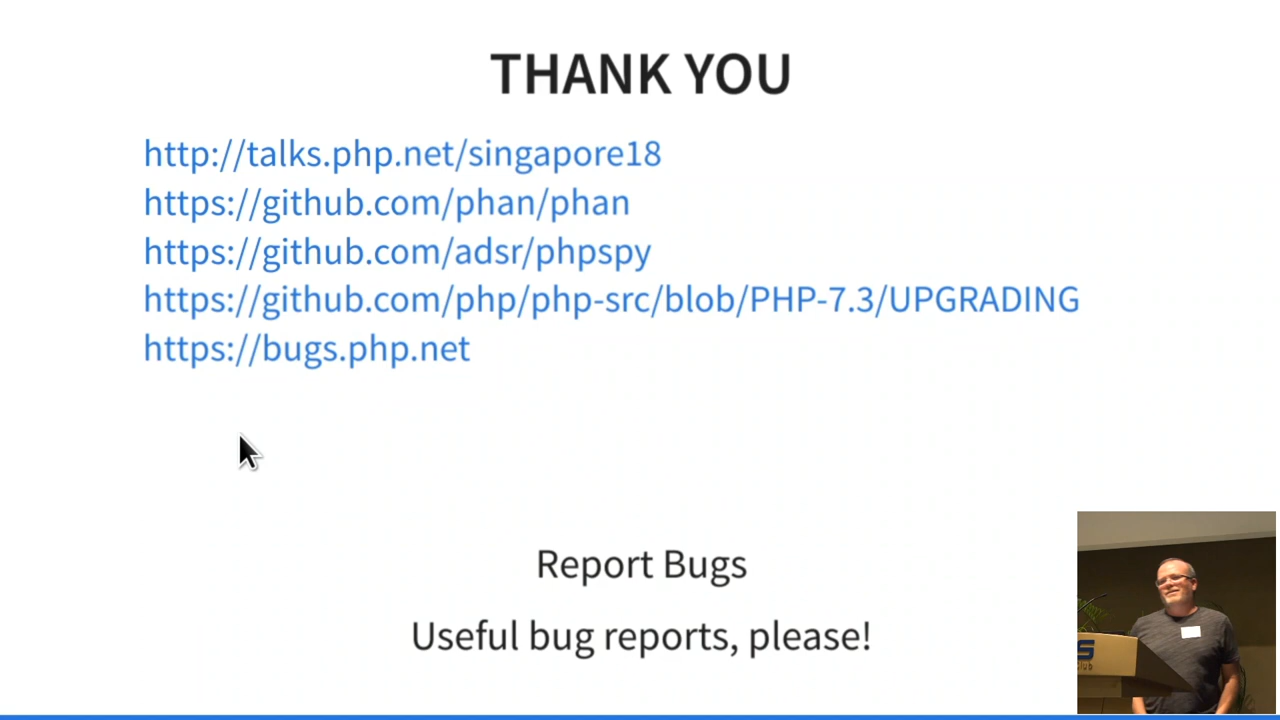 THANK YOU
http://talks.php.net/singapore18
https://github.com/phan/phan
https://github.com/adsr/phpspy
https://github.com/php/php-src/blob/PHP-7.3/UPGRADING
https://bugs.php.net
Report Bugs
Useful bug reports, please!
S
Club